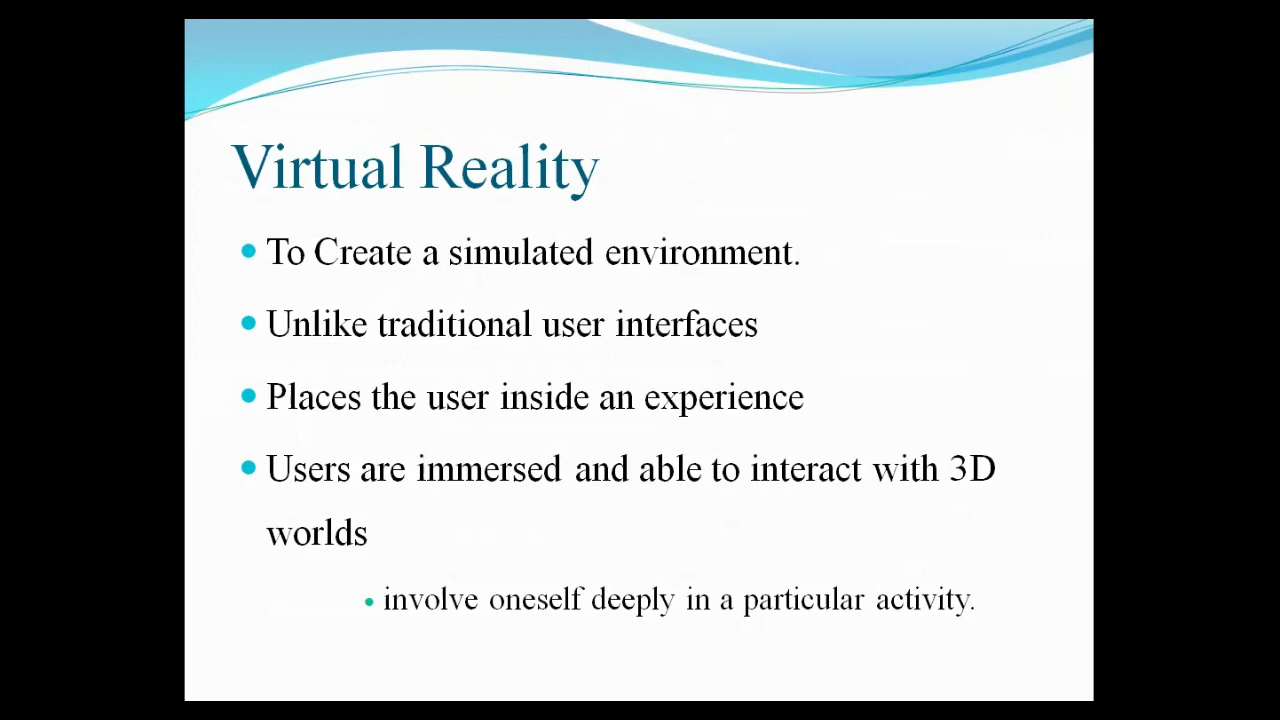 Virtual Reality
To Create a simulated environment.
Unlike traditional user interfaces
Places the user inside an experience
Users are immersed and able to interact with 3D
worlds
involve oneself deeply in a particular activity.